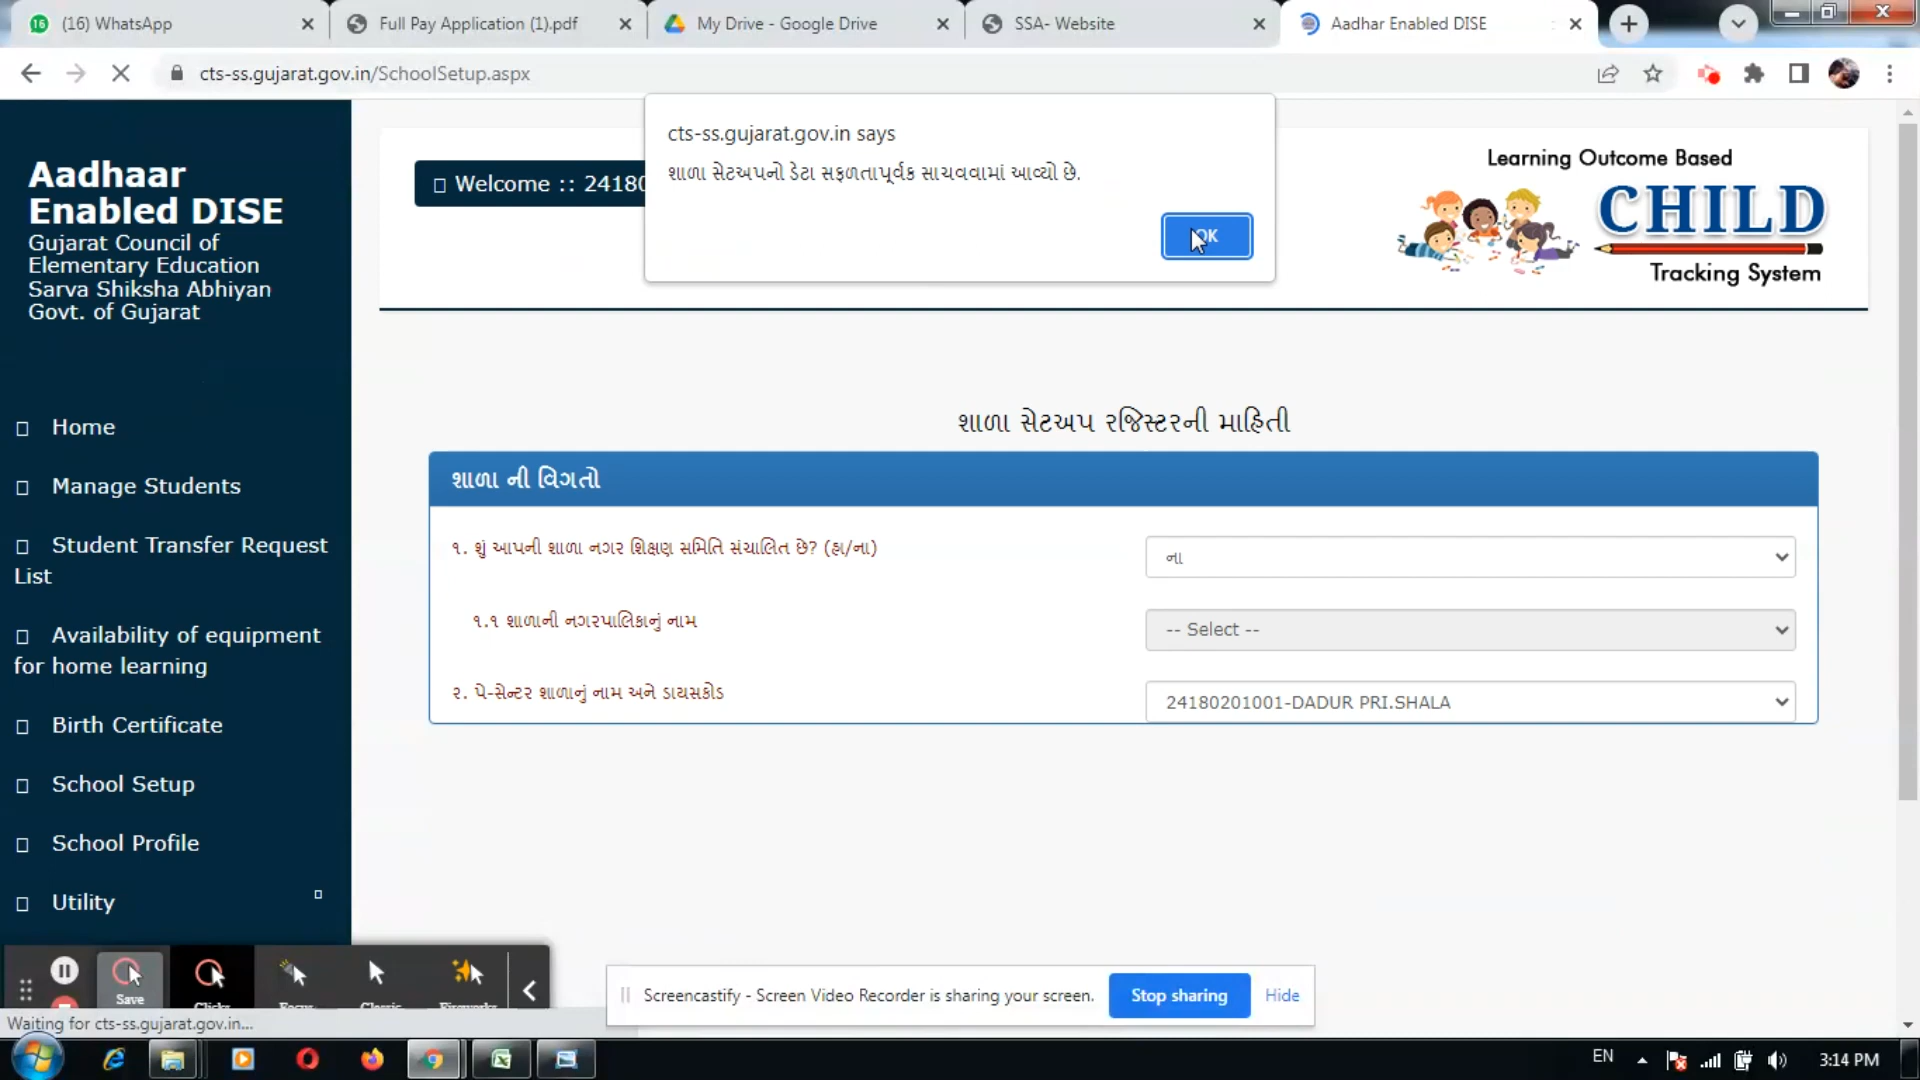 (16) WhatsApp
Full Pay Application (1).pdf
My Drive - Google Drive
SSA- Website
Aadhar Enabled DISE
cts-ss.gujarat.gov.in/SchoolSetup.aspx
Aadhaar
Enabled DISE
Gujarat Council of
Elementary Education
Sarva Shiksha Abhiyan
Govt. of Gujarat
Welcome :: 24180
cts-ss.gujarat.gov.in says
શાળા સેટઅપનો ડેટા સફળતાપૂર્વક સાચવવામાં આવ્યો છે.
OK
Learning Outcome Based
CHILD
Tracking System
Home
Manage Students
Student Transfer Request
List
Availability of equipment
for home learning
Birth Certificate
School Setup
School Profile
Utility
શાળા સેટઅપ રજિસ્ટરની માહિતી
શાળા ની વિગતો
૧. શું આપની શાળા નગર શિક્ષણ સમિતિ સંચાલિત છે? (હા/ના)
ના
૧.૧ શાળાની નગરપાલિકાનું નામ
-- Select --
૨. પે-સેન્ટર શાળાનું નામ અને ડાયસકોડ
24180201001-DADUR PRI.SHALA
Save
Screencastify - Screen Video Recorder is sharing your screen.
Stop sharing
Hide
Waiting for cts-ss.gujarat.gov.in...
EN
3:14 PM